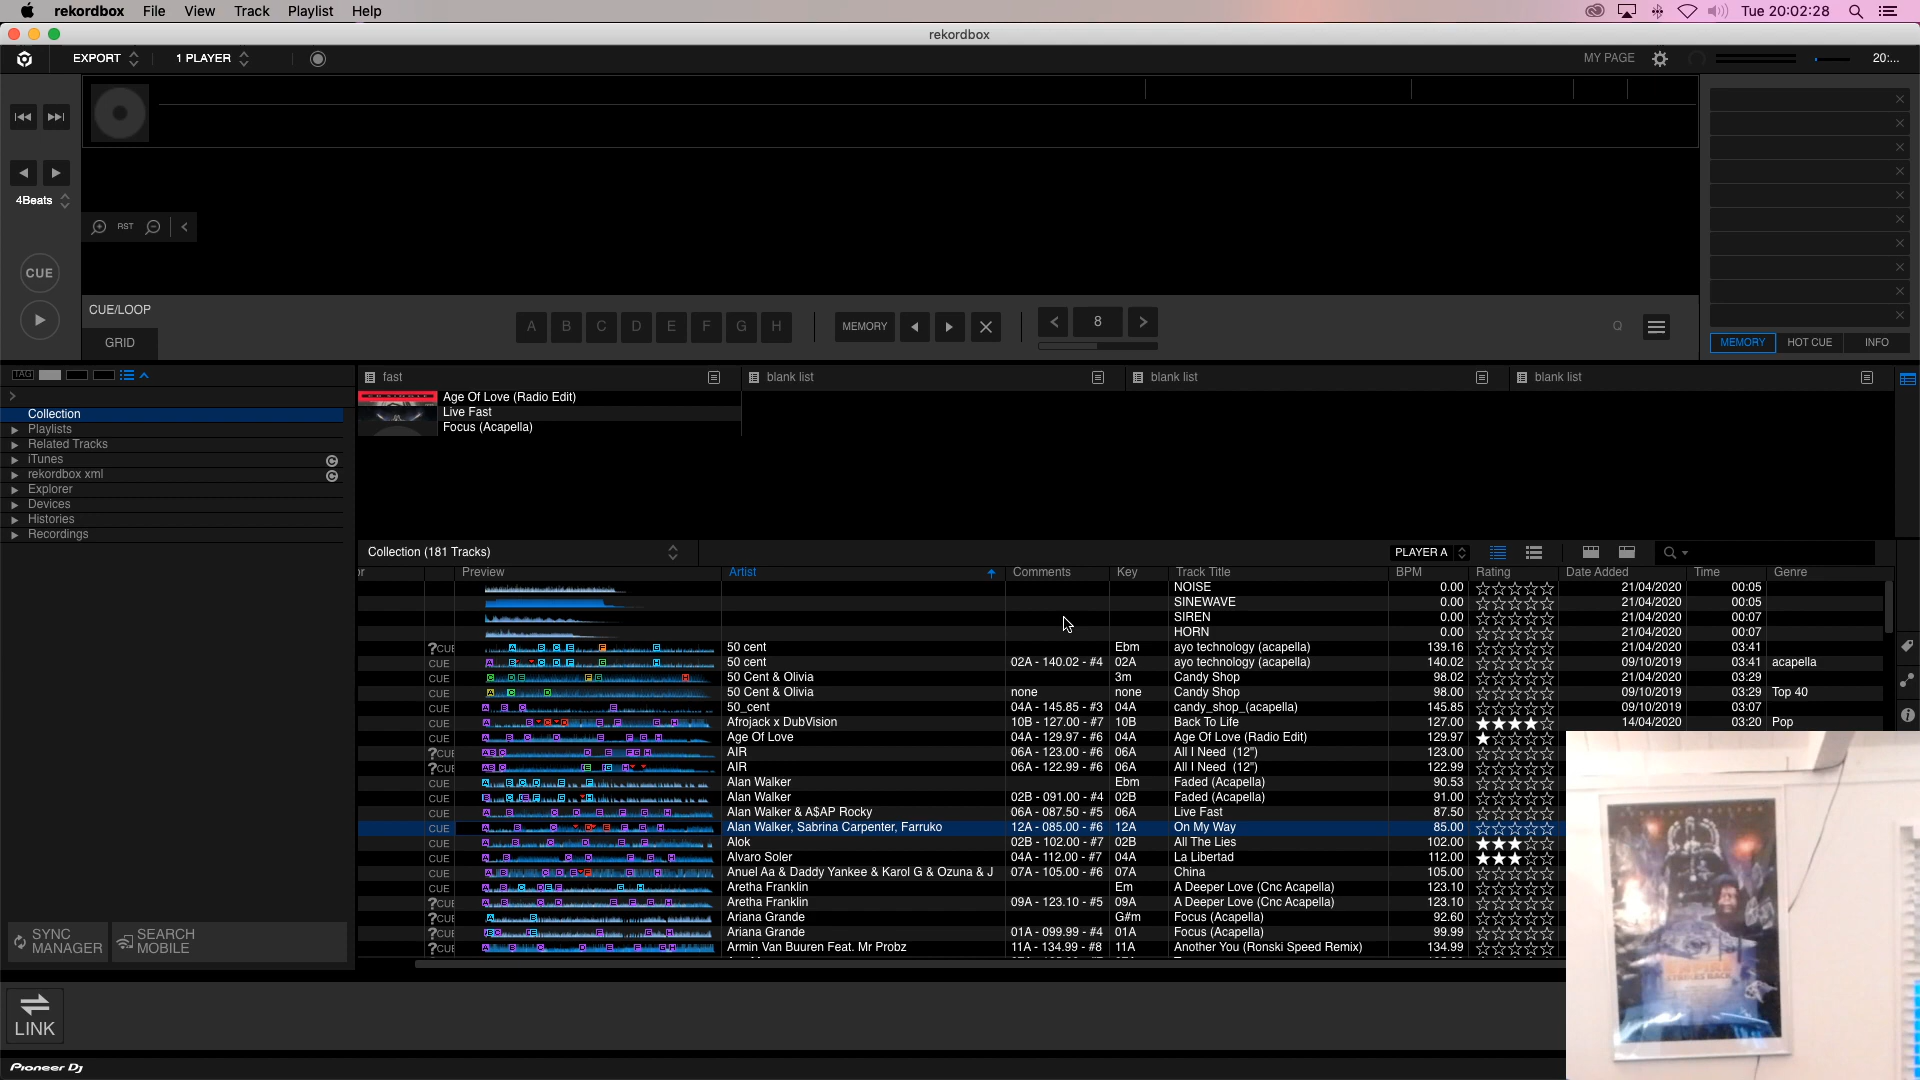 rekordbox File View Track Playlist Help Tue 20:02:28
rekordbox
EXPORT 1 PLAYER MY PAGE 20:...
4Beats
RST
CUE
CUE/LOOP
GRID
A B C D E F G H MEMORY 8 Q
MEMORY HOT CUE INFO
TAG
Collection
Playlists
Related Tracks
iTunes
rekordbox xml
Explorer
Devices
Histories
Recordings
SYNC MANAGER
SEARCH MOBILE
LINK
Pioneer Dj
fast blank list blank list blank list
Age Of Love (Radio Edit)
Live Fast
Focus (Acapella)
Collection (181 Tracks) PLAYER A
or Preview Artist Comments Key Track Title BPM Rating Date Added Time Genre
NOISE 0.00 21/04/2020 00:05
SINEWAVE 0.00 21/04/2020 00:05
SIREN 0.00 21/04/2020 00:07
HORN 0.00 21/04/2020 00:07
?CUE 50 cent Ebm ayo technology (acapella) 139.16 21/04/2020 03:41
CUE 50 cent 02A - 140.02 - #4 02A ayo technology (acapella) 140.02 09/10/2019 03:41 acapella
CUE 50 Cent & Olivia 3m Candy Shop 98.02 21/04/2020 03:29
CUE 50 Cent & Olivia none none Candy Shop 98.00 09/10/2019 03:29 Top 40
CUE 50_cent 04A - 145.85 - #3 04A candy_shop_(acapella) 145.85 09/10/2019 03:07
CUE Afrojack x DubVision 10B - 127.00 - #7 10B Back To Life 127.00 14/04/2020 03:20 Pop
CUE Age Of Love 04A - 129.97 - #6 04A Age Of Love (Radio Edit) 129.97
?CUE AIR 06A - 123.00 - #6 06A All I Need (12") 123.00
?CUE AIR 06A - 122.99 - #6 06A All I Need (12") 122.99
CUE Alan Walker Ebm Faded (Acapella) 90.53
CUE Alan Walker 02B - 091.00 - #4 02B Faded (Acapella) 91.00
CUE Alan Walker & A$AP Rocky 06A - 087.50 - #5 06A Live Fast 87.50
CUE Alan Walker, Sabrina Carpenter, Farruko 12A - 085.00 - #6 12A On My Way 85.00
CUE Alok 02B - 102.00 - #7 02B All The Lies 102.00
CUE Alvaro Soler 04A - 112.00 - #7 04A La Libertad 112.00
CUE Anuel Aa & Daddy Yankee & Karol G & Ozuna & J 07A - 105.00 - #6 07A China 105.00
CUE Aretha Franklin Em A Deeper Love (Cnc Acapella) 123.10
?CUE Aretha Franklin 09A - 123.10 - #5 09A A Deeper Love (Cnc Acapella) 123.10
?CUE Ariana Grande G#m Focus (Acapella) 92.60
?CUE Ariana Grande 01A - 099.99 - #4 01A Focus (Acapella) 99.99
?CUE Armin Van Buuren Feat. Mr Probz 11A - 134.99 - #8 11A Another You (Ronski Speed Remix) 134.99